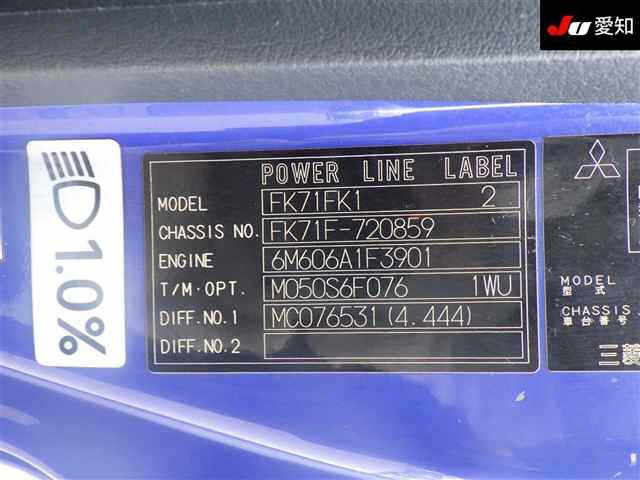 JU 愛知
1.0%
POWER LINE LABEL
MODEL FK71FK1 2
CHASSIS NO. FK71F-720859
ENGINE 6M606A1F3901
T/M・OPT. M050S6F076 1WU
DIFF.NO.1 MC076531(4.444)
DIFF.NO.2
MODEL
型式
CHASSIS
車台番号
三菱